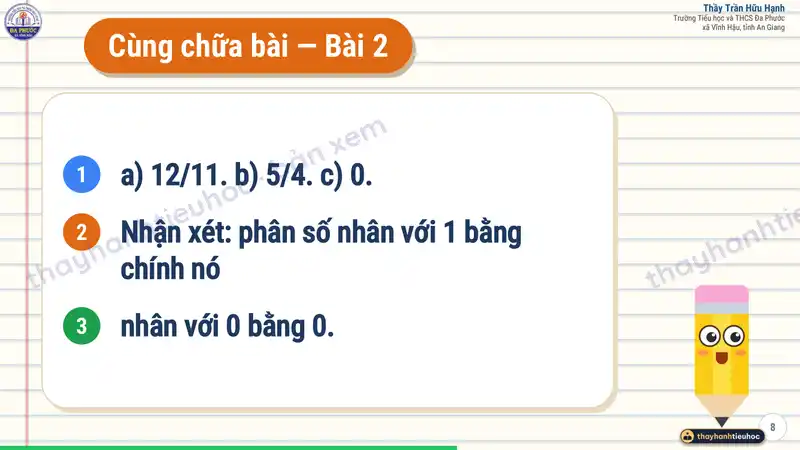 Thầy Trần Hữu Hạnh
Trường Tiểu học và THCS Đa Phước
xã Vĩnh Hậu, tỉnh An Giang
ĐA PHƯỚC
Cùng chữa bài — Bài 2
1 a) 12/11. b) 5/4. c) 0.
2 Nhận xét: phân số nhân với 1 bằng
chính nó
3 nhân với 0 bằng 0.
thayhanhtieuhoc
8